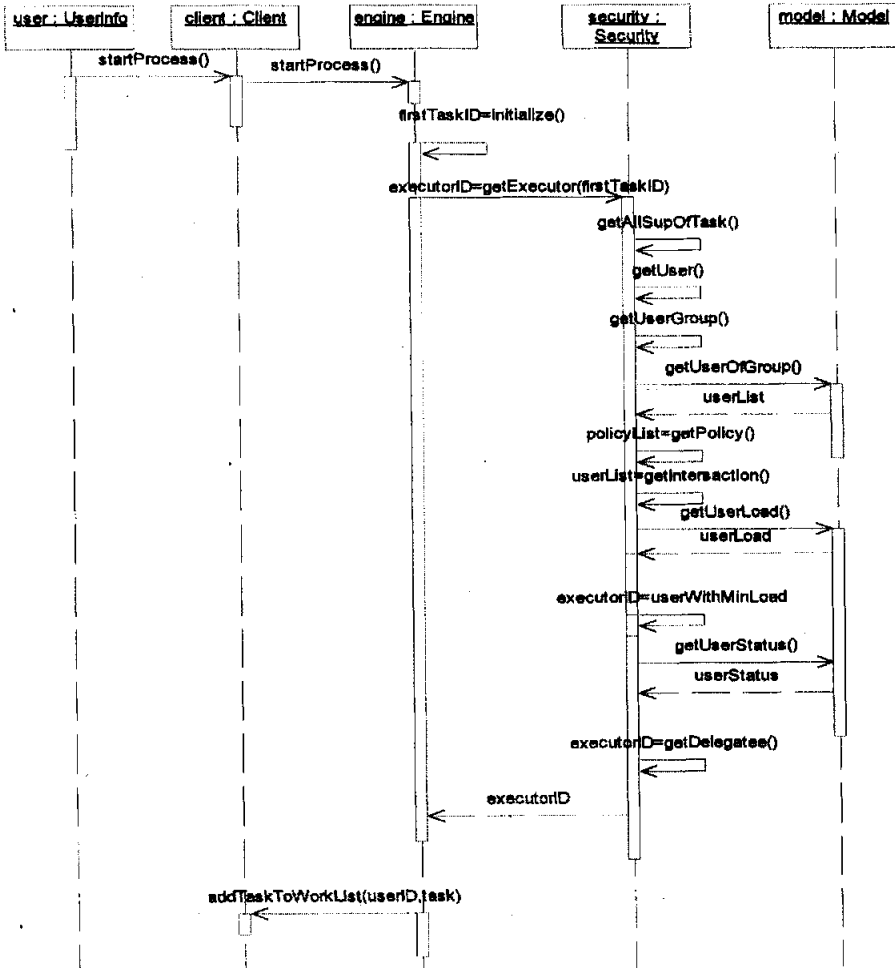 user : UserInfo
client : Client
engine : Engine
security :
Security
model : Model
startProcess()
startProcess()
firstTaskID=initialize()
executorID=getExecutor(firstTaskID)
getAllSupOfTask()
getUser()
getUserGroup()
getUserOfGroup()
userList
policyList=getPolicy()
userList=getIntersaction()
getUserLoad()
userLoad
executorID=userWithMinLoad
getUserStatus()
userStatus
executorID=getDelegatee()
executorID
addTaskToWorkList(userID,task)